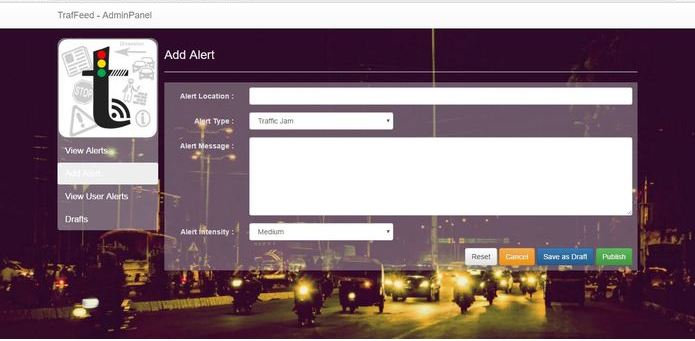 TrafFeed - AdminPanel
Add Alert
STOP
View Alerts
Add Alert
View User Alerts
Drafts
Alert Location :
Alert Type :
Traffic Jam
Alert Message :
Alert Intensity :
Medium
Reset
Cancel
Save as Draft
Publish